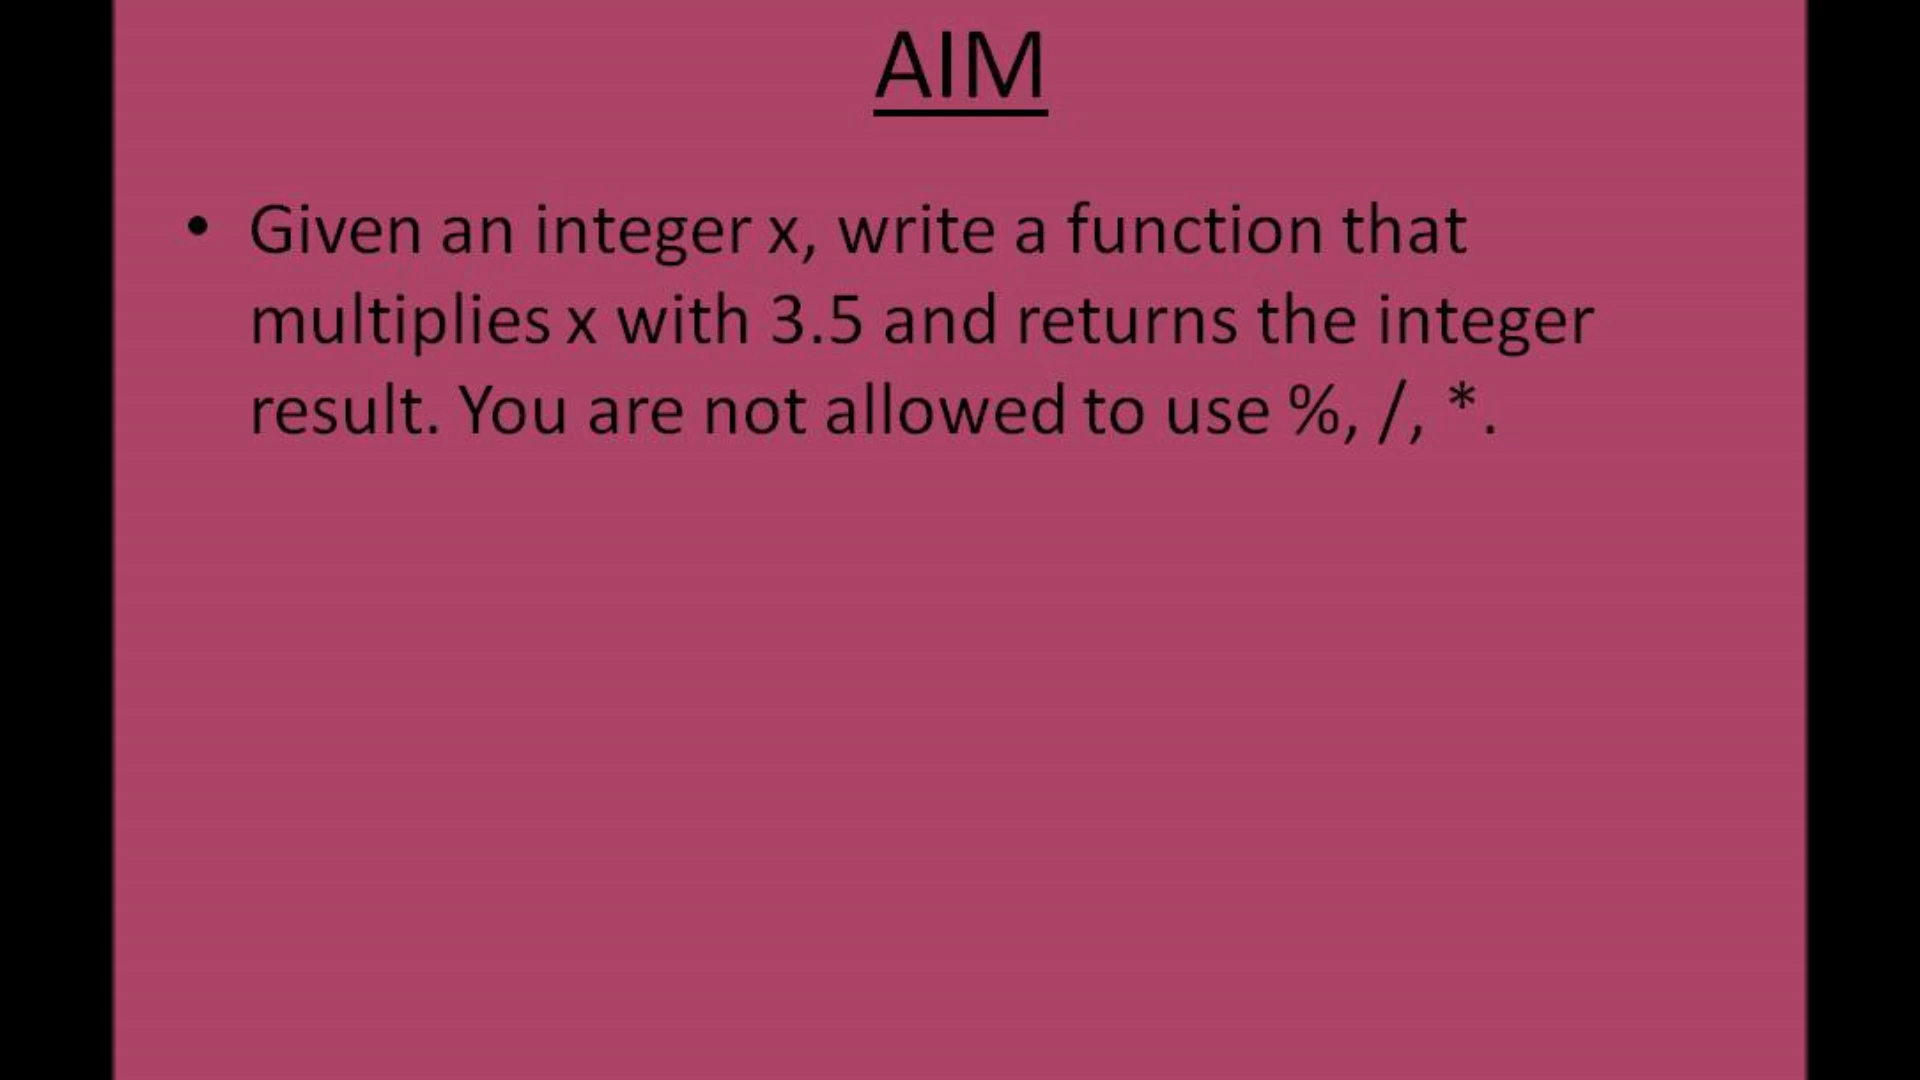 AIM
• Given an integer x, write a function that
multiplies x with 3.5 and returns the integer
result. You are not allowed to use %, /, *.